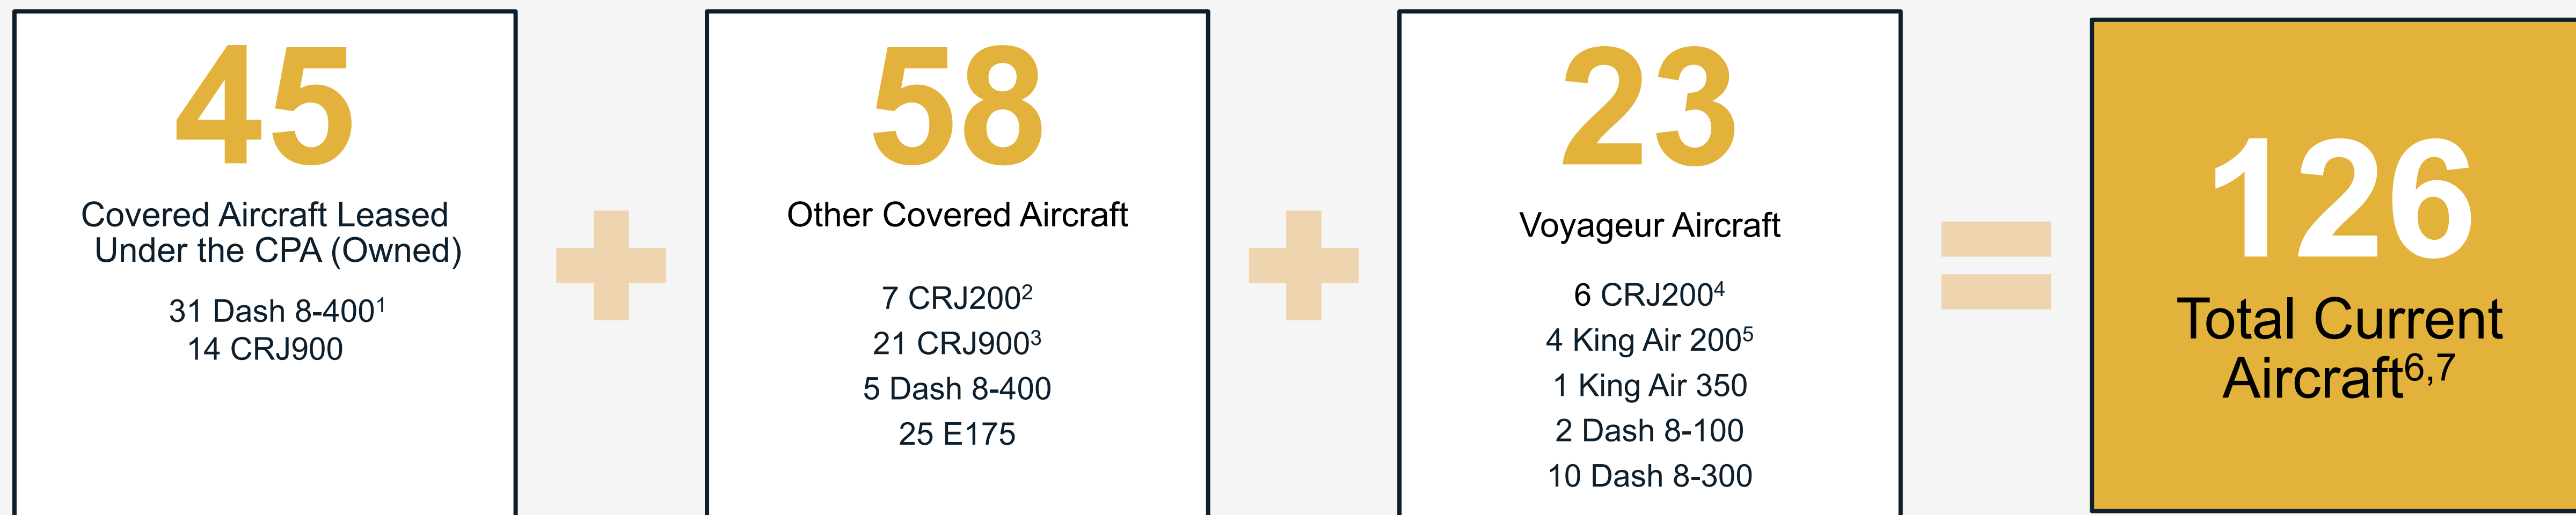 45
Covered Aircraft Leased
Under the CPA (Owned)
31 Dash 8-400¹
14 CRJ900
58
Other Covered Aircraft
7 CRJ200²
21 CRJ900³
5 Dash 8-400
25 E175
23
Voyageur Aircraft
6 CRJ200⁴
4 King Air 200⁵
1 King Air 350
2 Dash 8-100
10 Dash 8-300
126
Total Current
Aircraft⁶,⁷